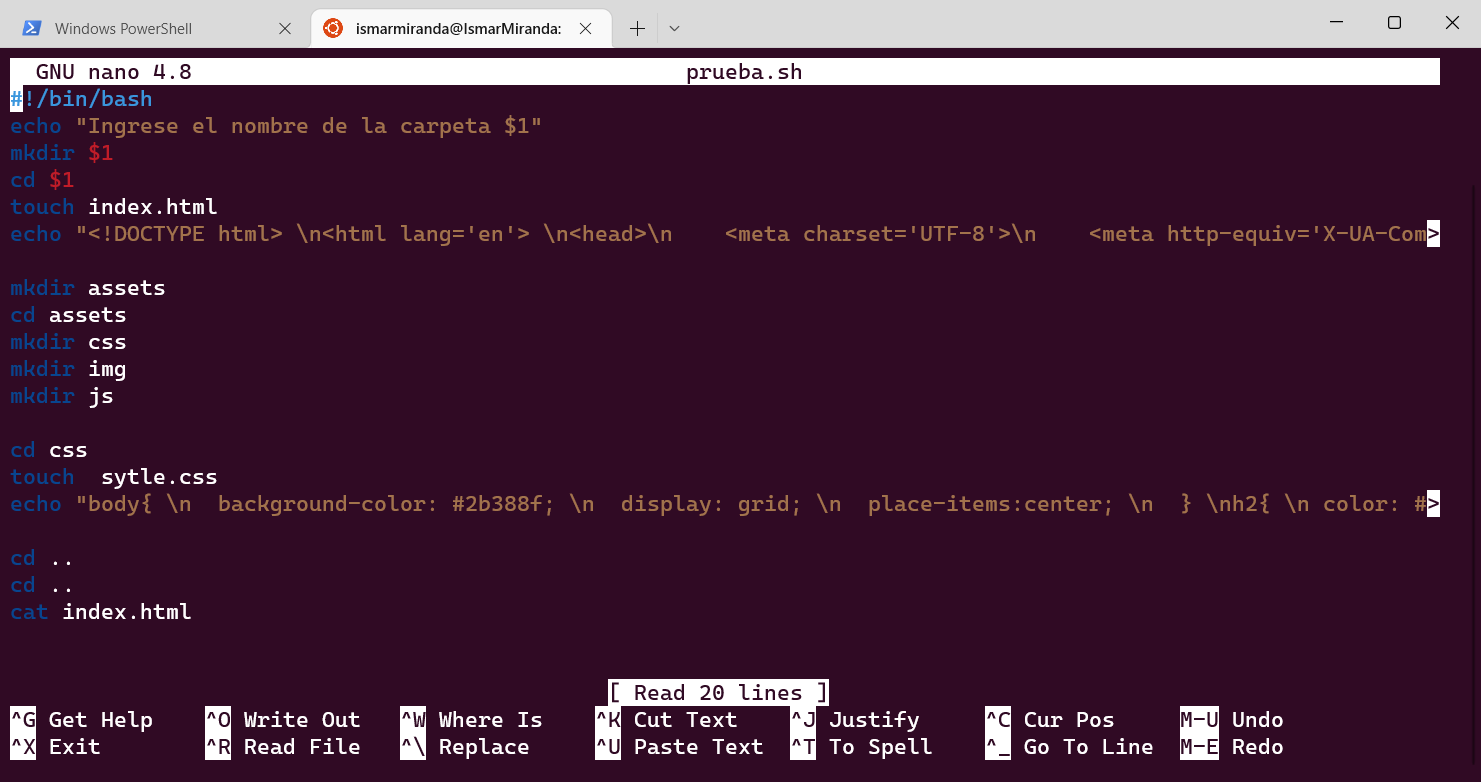 Windows PowerShell
ismarmiranda@IsmarMiranda:
GNU nano 4.8 prueba.sh
#!/bin/bash
echo "Ingrese el nombre de la carpeta $1"
mkdir $1
cd $1
touch index.html
echo "<!DOCTYPE html> \n<html lang='en'> \n<head>\n    <meta charset='UTF-8'>\n    <meta http-equiv='X-UA-Com>
mkdir assets
cd assets
mkdir css
mkdir img
mkdir js
cd css
touch  sytle.css
echo "body{ \n  background-color: #2b388f; \n  display: grid; \n  place-items:center; \n  } \nh2{ \n color: #>
cd ..
cd ..
cat index.html
[ Read 20 lines ]
^G Get Help ^O Write Out ^W Where Is ^K Cut Text ^J Justify ^C Cur Pos M-U Undo
^X Exit ^R Read File ^\ Replace ^U Paste Text ^T To Spell ^_ Go To Line M-E Redo